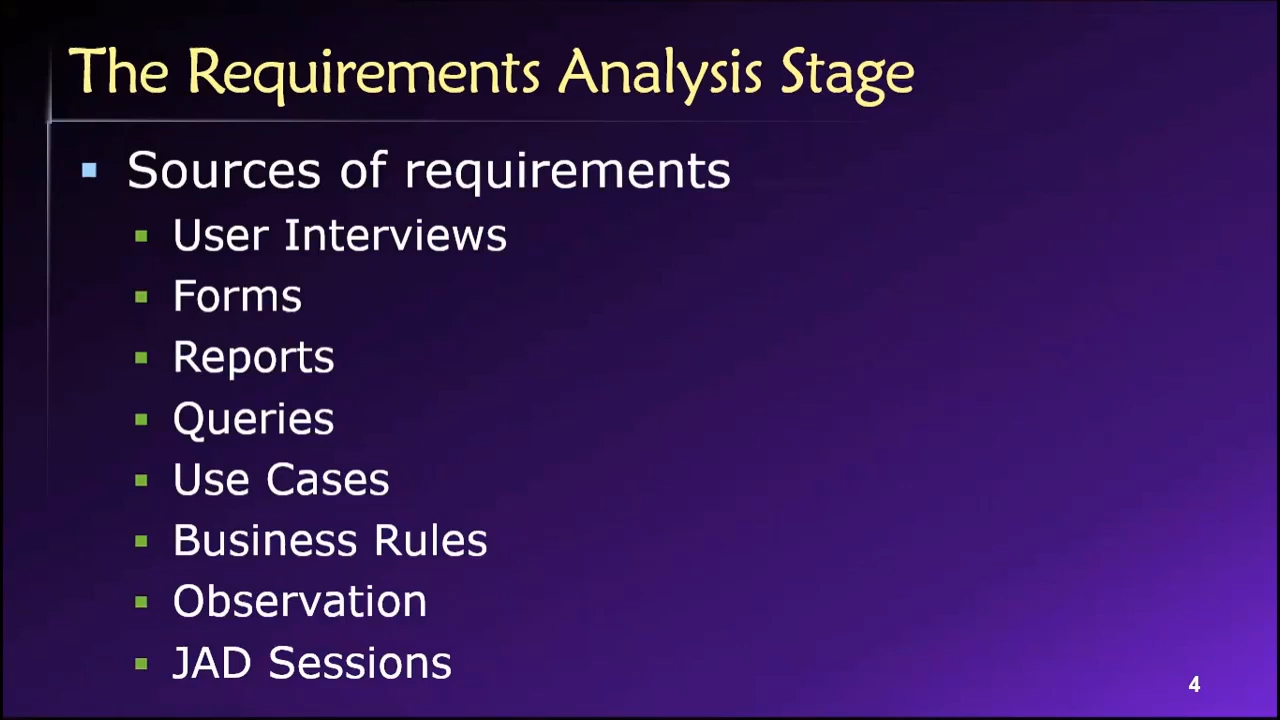 The Requirements Analysis Stage
Sources of requirements
User Interviews
Forms
Reports
Queries
Use Cases
Business Rules
Observation
JAD Sessions
4